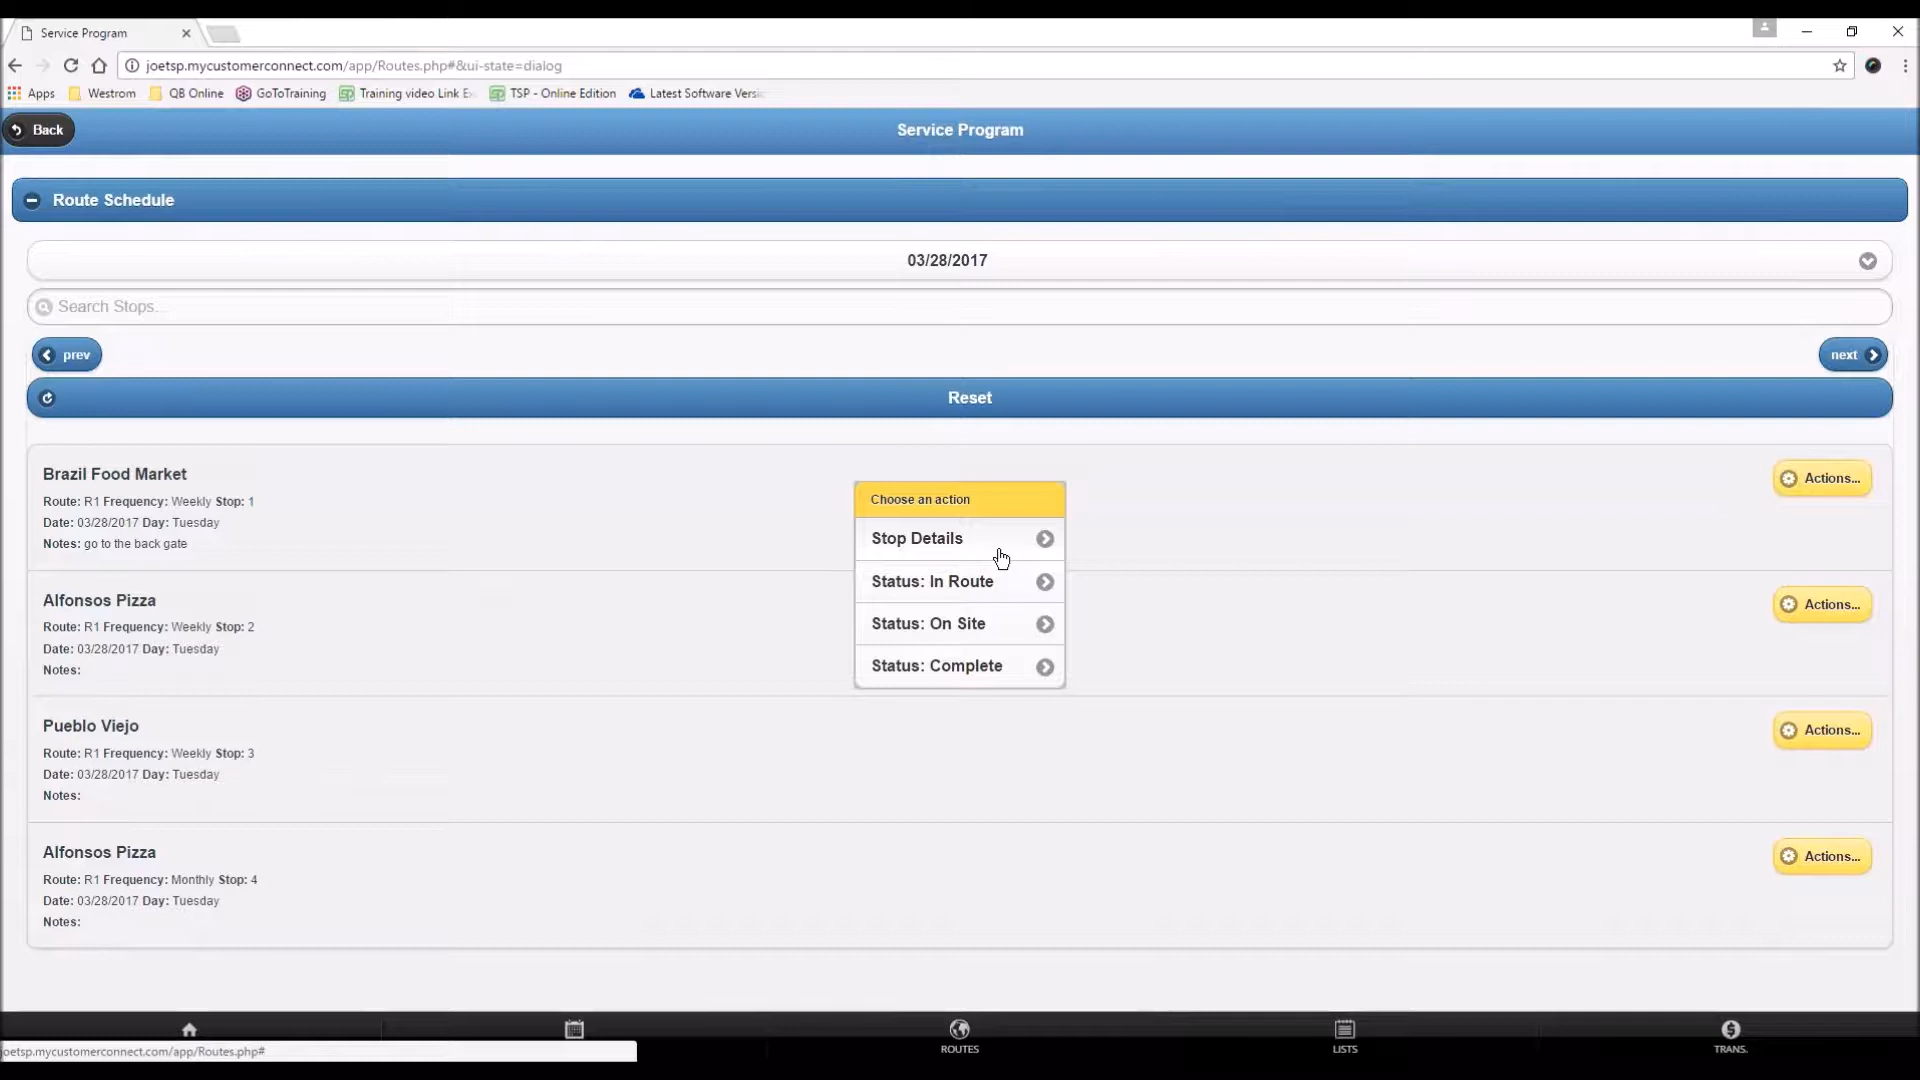 Service Program
joetsp.mycustomerconnect.com/app/Routes.php#&ui-state=dialog
Apps Westrom QB Online GoToTraining Training video Link TSP - Online Edition Latest Software
Back
Service Program
Route Schedule
03/28/2017
Search Stops...
prev
next
Reset
Brazil Food Market
Route: R1 Frequency: Weekly Stop: 1
Date: 03/28/2017 Day: Tuesday
Notes: go to the back gate
Actions...
Choose an action
Stop Details
Status: In Route
Status: On Site
Status: Complete
Alfonsos Pizza
Route: R1 Frequency: Weekly Stop: 2
Date: 03/28/2017 Day: Tuesday
Notes:
Actions...
Pueblo Viejo
Route: R1 Frequency: Weekly Stop: 3
Date: 03/28/2017 Day: Tuesday
Notes:
Actions...
Alfonsos Pizza
Route: R1 Frequency: Monthly Stop: 4
Date: 03/28/2017 Day: Tuesday
Notes:
Actions...
ROUTES
LISTS
TRANS.
joetsp.mycustomerconnect.com/app/Routes.php#